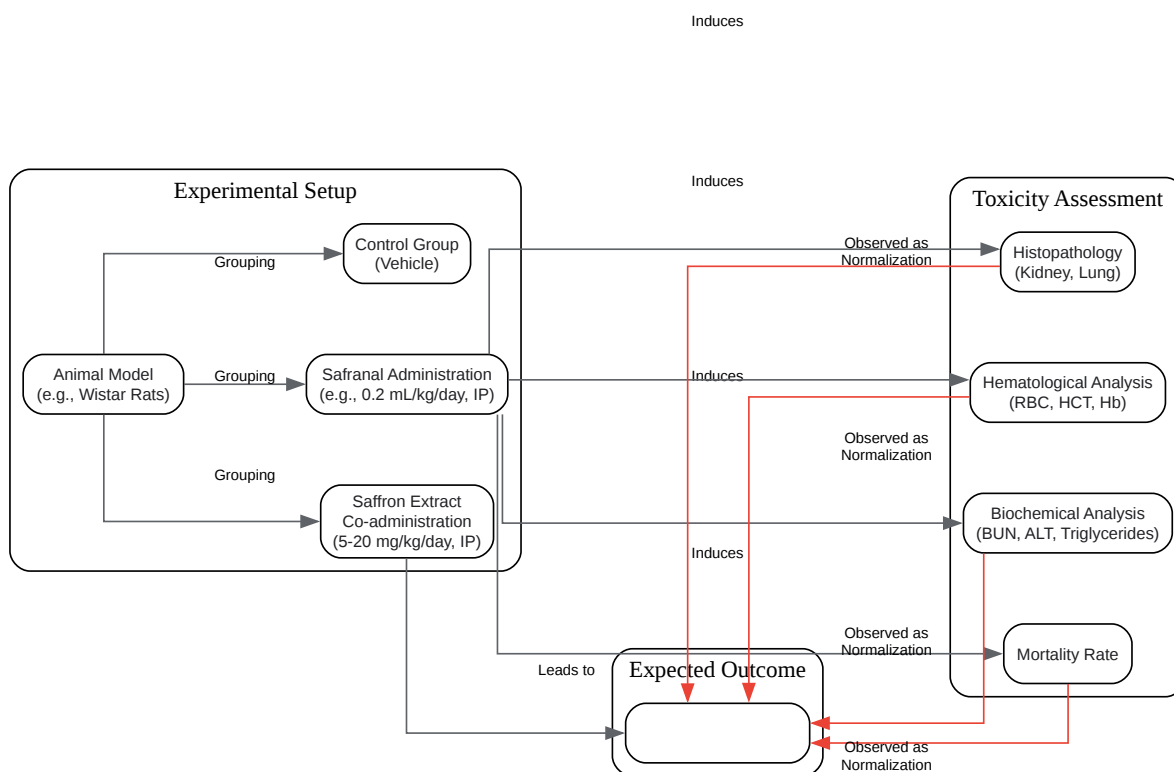 Induces
Experimental Setup
Induces
Toxicity Assessment
Control Group
(Vehicle)
Grouping
Observed as
Normalization
Histopathology
(Kidney, Lung)
Animal Model
(e.g., Wistar Rats)
Grouping
Safranal Administration
(e.g., 0.2 mL/kg/day, IP)
Induces
Hematological Analysis
(RBC, HCT, Hb)
Observed as
Normalization
Grouping
Saffron Extract
Co-administration
(5-20 mg/kg/day, IP)
Biochemical Analysis
(BUN, ALT, Triglycerides)
Induces
Observed as
Normalization
Mortality Rate
Leads to
Expected Outcome
Observed as
Normalization